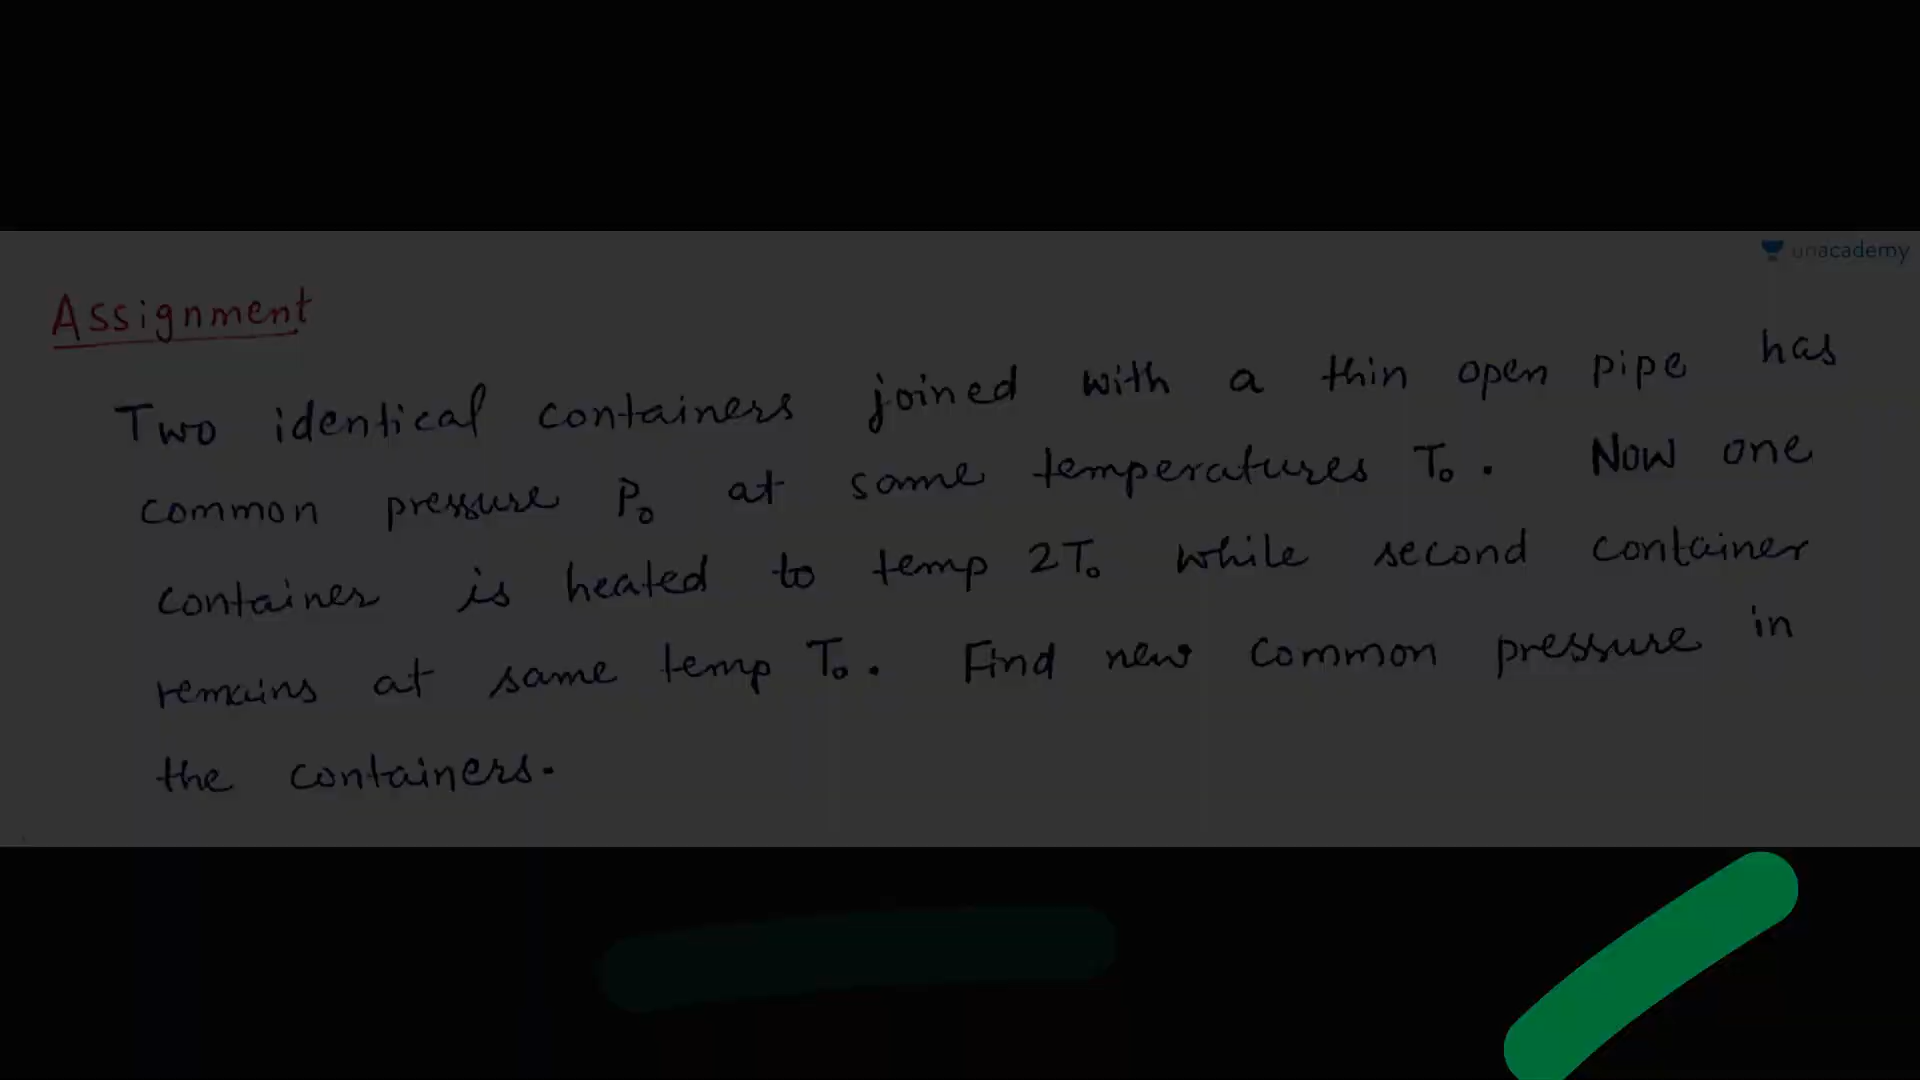 unacademy
Assignment
Two identical containers joined with a thin open pipe has
common pressure P₀ at same temperatures T₀. Now one
container is heated to temp 2T₀ while second container
remains at same temp T₀. Find new common pressure in
the containers.